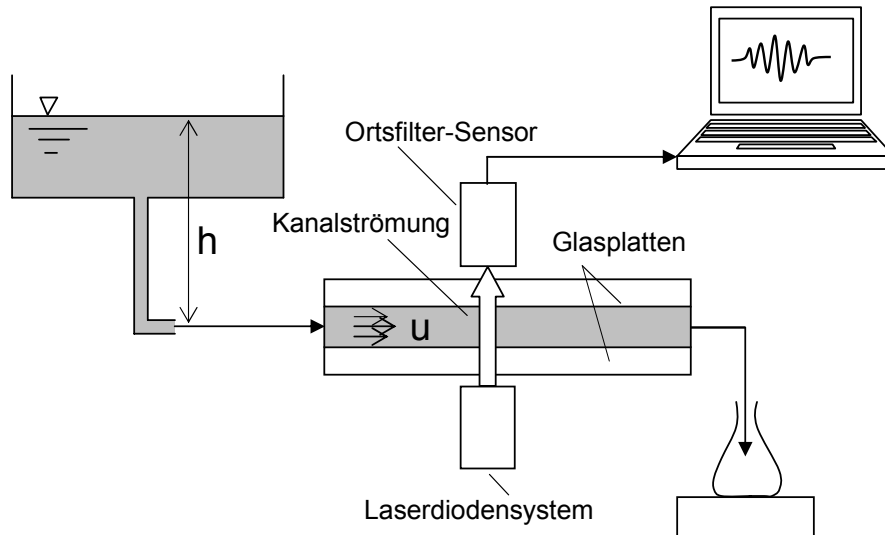 Ortsfilter-Sensor
Kanalströmung
Glasplatten
h
u
Laserdiodensystem